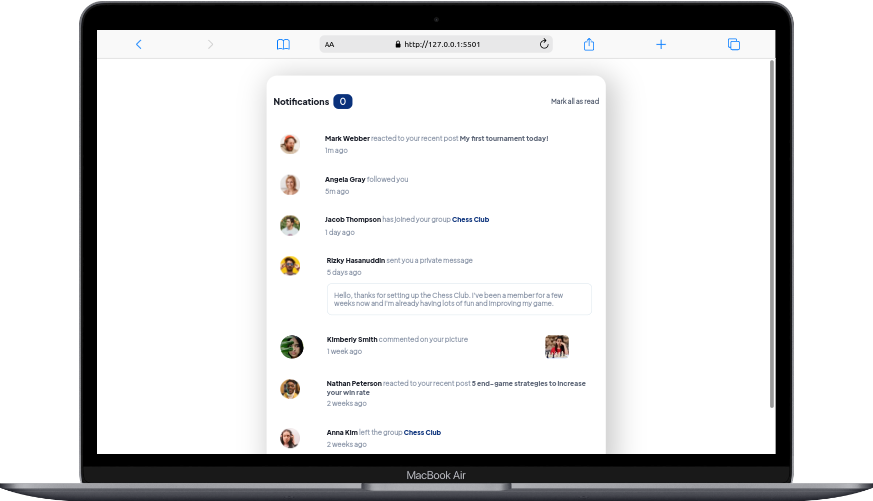 AA http://127.0.0.1:5501
Notifications 0 Mark all as read
Mark Webber reacted to your recent post My first tournament today!
1m ago
Angela Gray followed you
5m ago
Jacob Thompson has joined your group Chess Club
1 day ago
Rizky Hasanuddin sent you a private message
5 days ago
Hello, thanks for setting up the Chess Club. I've been a member for a few
weeks now and I'm already having lots of fun and improving my game.
Kimberly Smith commented on your picture
1 week ago
Nathan Peterson reacted to your recent post 5 end-game strategies to increase
your win rate
2 weeks ago
Anna Kim left the group Chess Club
2 weeks ago
MacBook Air